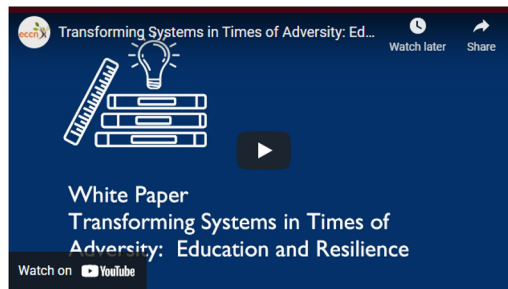 eccn
Transforming Systems in Times of Adversity: Ed...
Watch later
Share
White Paper
Transforming Systems in Times of
Adversity: Education and Resilience
Watch on YouTube